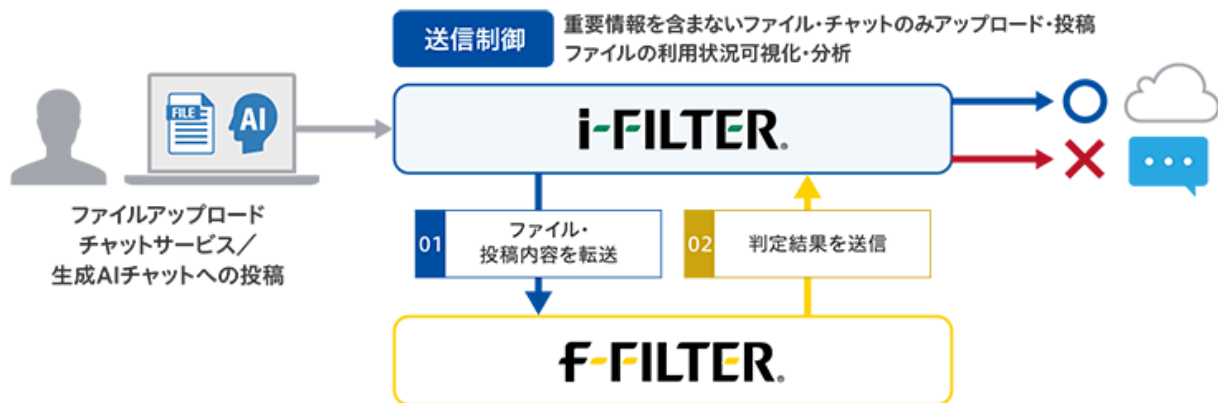 送信制御
重要情報を含まないファイル・チャットのみアップロード・投稿
ファイルの利用状況可視化・分析
FILE
AI
i-FILTER®
ファイルアップロード
チャットサービス/
生成AIチャットへの投稿
01
ファイル・
投稿内容を転送
02
判定結果を送信
f-FILTER®